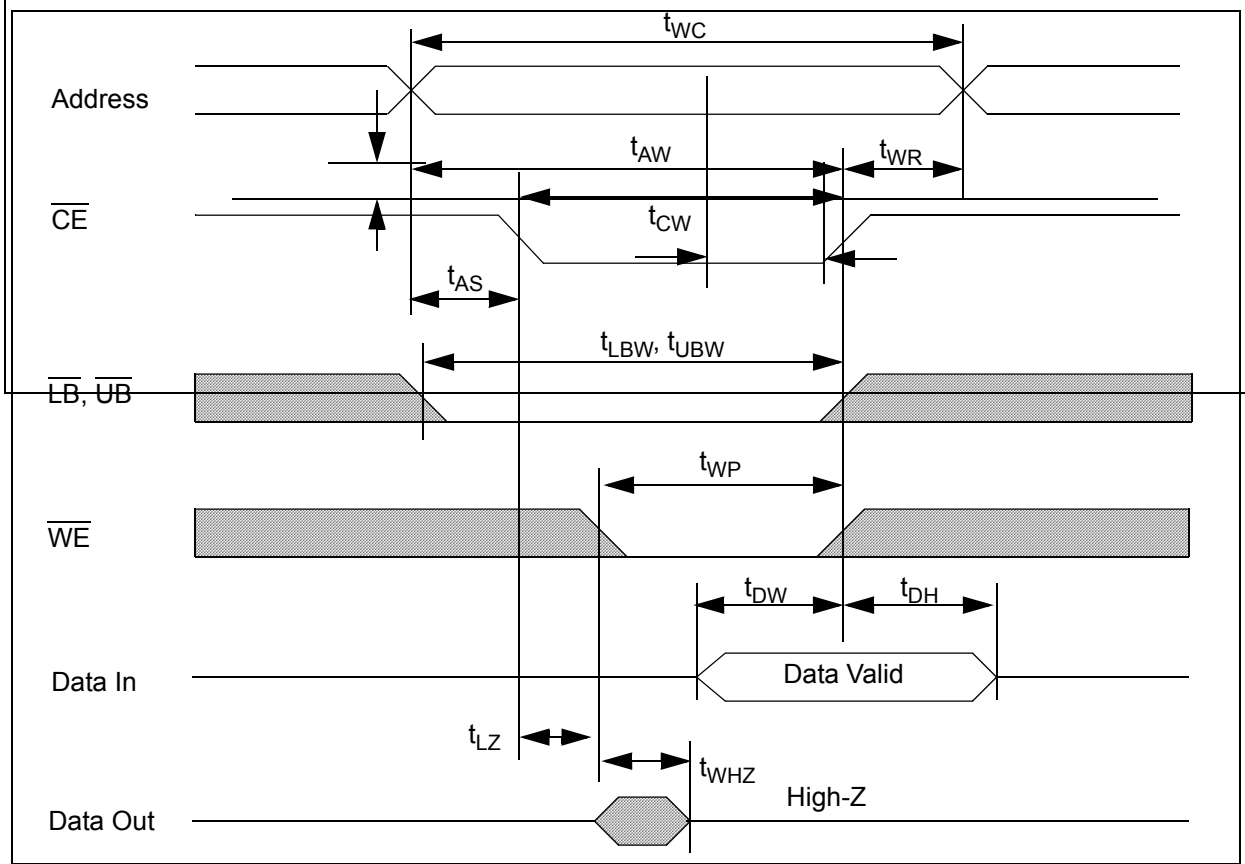 tWC
Address
tAW
tWR
CE
tCW
tAS
tLBW, tUBW
LB, UB
tWP
WE
tDW
tDH
Data In
Data Valid
tLZ
tWHZ
High-Z
Data Out